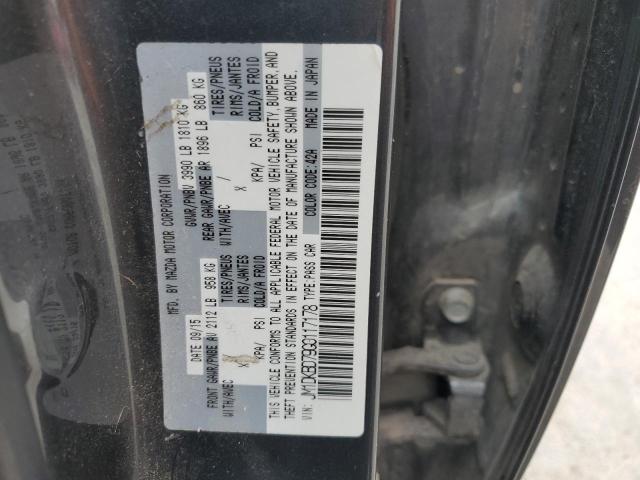 MFD. BY MAZDA MOTOR CORPORATION
DATE 09/15 GVWR/PNBV 3990 LB 1810 KG
FRONT GAWR/PNBE AV 2112 LB 958 KG REAR GAWR/PNBE AR 1896 LB 860 KG
WITH/AVEC TIRES/PNEUS WITH/AVEC TIRES/PNEUS
X RIMS/JANTES X RIMS/JANTES
KPA/ PSI COLD/A FROID KPA/ PSI COLD/A FROID
THIS VEHICLE CONFORMS TO ALL APPLICABLE FEDERAL MOTOR VEHICLE SAFETY, BUMPER, AND
THEFT PREVENTION STANDARDS IN EFFECT ON THE DATE OF MANUFACTURE SHOWN ABOVE.
VIN: TYPE:PASS CAR COLOR CODE:42A MADE IN JAPAN